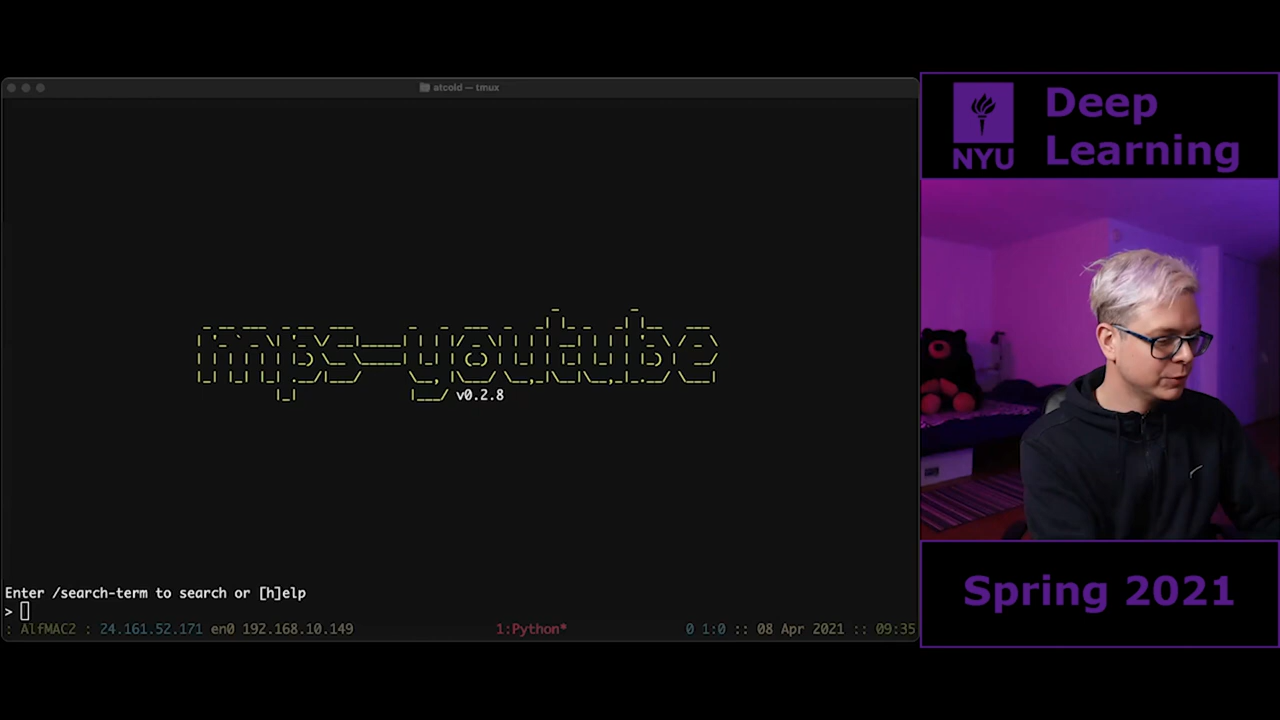 atcold — tmux
mps-youtube
v0.2.8
Enter /search-term to search or [h]elp
>
: AlfMAC2 : 24.161.52.171 en0 192.168.10.149 1:Python* 0 1:0 :: 08 Apr 2021 :: 09:35
NYU
Deep
Learning
Spring 2021